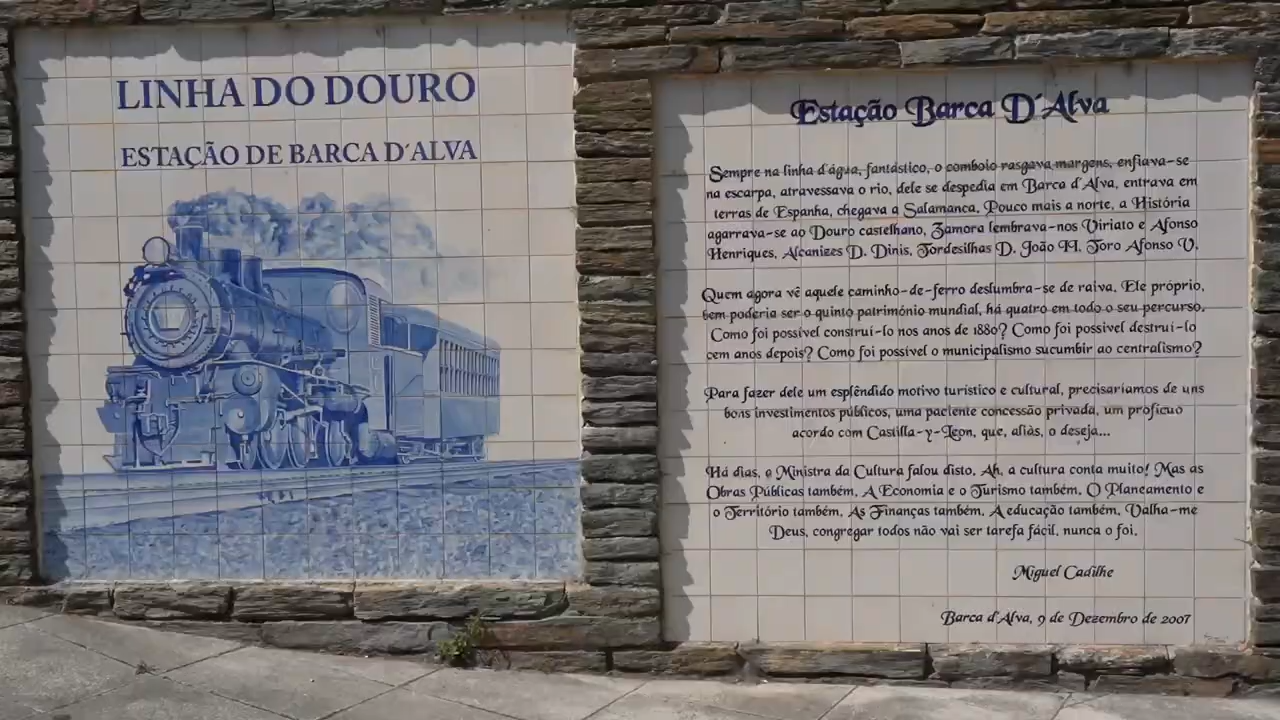 LINHA DO DOURO
ESTAÇÃO DE BARCA D'ALVA
Estação Barca D'Alva
Sempre na linha d'água, fantástico, o comboio rasgava margens, enfiava-se
na escarpa, atravessava o rio, dele se despedia em Barca d'Alva, entrava em
terras de Espanha, chegava a Salamanca. Pouco mais a norte, a História
agarrava-se ao Douro castelhano, Zamora lembrava-nos Viriato e Afonso
Henriques, Alcanizes D. Dinis, Tordesilhas D. João II, Toro Afonso V.
Quem agora vê aquele caminho-de-ferro deslumbra-se de raiva. Ele próprio,
bem poderia ser o quinto património mundial, há quatro em todo o seu percurso.
Como foi possível construí-lo nos anos de 1880? Como foi possível destruí-lo
cem anos depois? Como foi possível o municipalismo sucumbir ao centralismo?
Para fazer dele um esplêndido motivo turístico e cultural, precisaríamos de uns
bons investimentos públicos, uma paciente concessão privada, um profícuo
acordo com Castilla-y-Leon, que, aliàs, o deseja...
Há dias, a Ministra da Cultura falou disto. Ah, a cultura conta muito! Mas as
Obras Públicas também. A Economia e o Turismo também. O Planeamento e
o Território também. As Finanças também. A educação também. Valha-me
Deus, congregar todos não vai ser tarefa fácil, nunca o foi.
Miguel Cadilhe
Barca d'Alva, 9 de Dezembro de 2007